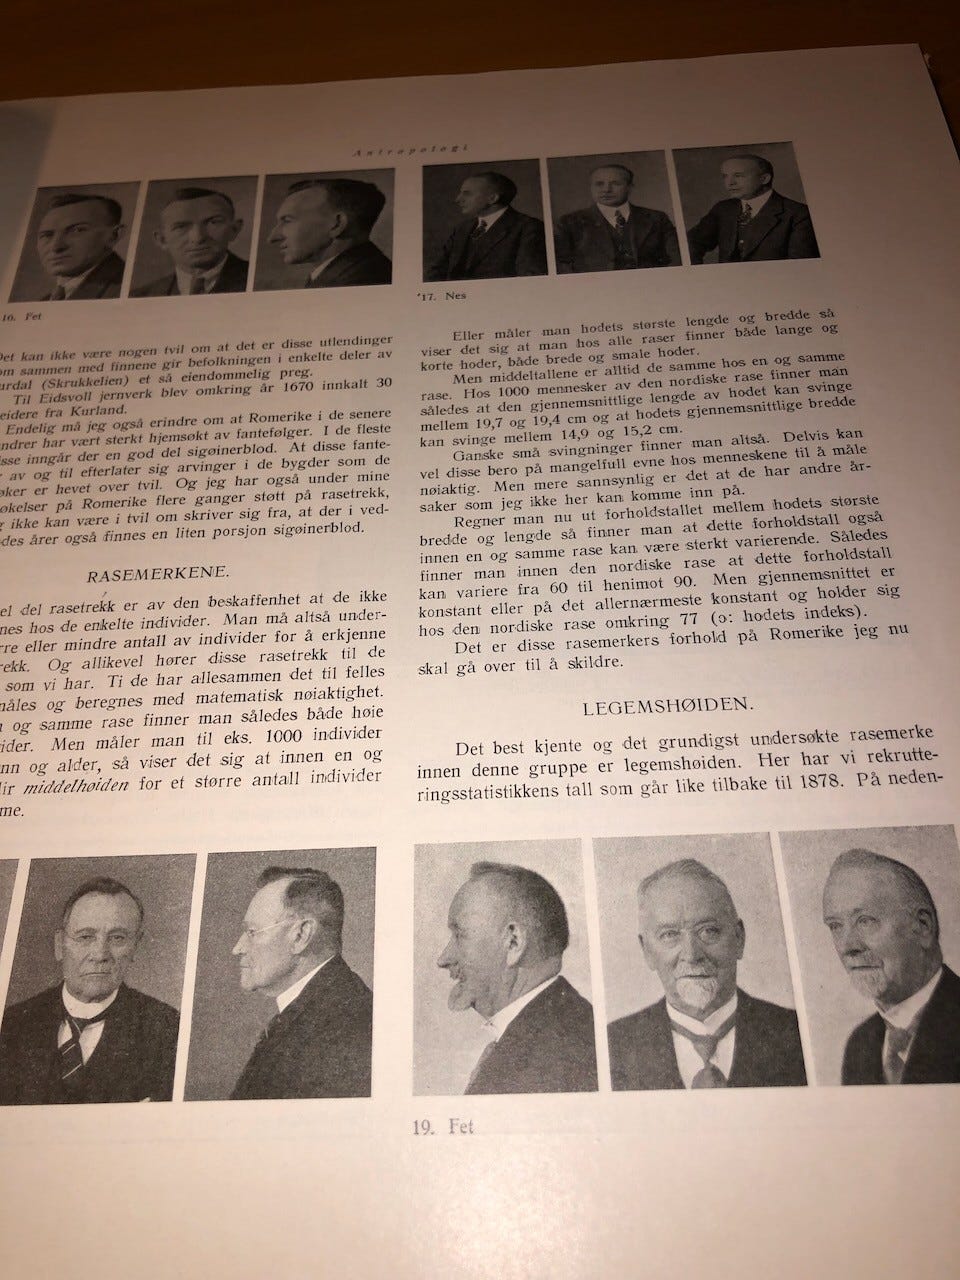 Antropologi
16. Fet
'17. Nes
Det kan ikke være nogen tvil om at det er disse utlendinger
om sammen med finnene gir befolkningen i enkelte deler av
urdal (Skrukkelien) et så eiendommelig preg.
Til Eidsvoll jernverk blev omkring år 1670 innkalt 30
eidere fra Kurland.
Endelig må jeg også erindre om at Romerike i de senere
ndrer har vært sterkt hjemsøkt av fantefølger. I de fleste
sse inngår der en god del sigøinerblod. At disse fante-
av og til efterlater sig arvinger i de bygder som de
øker er hevet over tvil. Og jeg har også under mine
økelser på Romerike flere ganger støtt på rasetrekk,
g ikke kan være i tvil om skriver sig fra, at der i ved-
des årer også finnes en liten porsjon sigøinerblod.
RASEMERKENE.
el del rasetrekk er av den beskaffenhet at de ikke
nes hos de enkelte individer. Man må altså under-
rre eller mindre antall av individer for å erkjenne
rekk. Og allikevel hører disse rasetrekk til de
som vi har. Ti de har allesammen det til felles
måles og beregnes med matematisk nøiaktighet.
n og samme rase finner man således både høie
ider. Men måler man til eks. 1000 individer
nn og alder, så viser det sig at innen en og
lir middelhøiden for et større antall individer
me.
Eller måler man hodets største lengde og bredde så
viser det sig at man hos alle raser finner både lange og
korte hoder, både brede og smale hoder.
Men middeltallene er alltid de samme hos en og samme
rase. Hos 1000 mennesker av den nordiske rase finner man
således at den gjennemsnittlige lengde av hodet kan svinge
mellem 19,7 og 19,4 cm og at hodets gjennemsnittlige bredde
kan svinge mellem 14,9 og 15,2 cm.
Ganske små svingninger finner man altså. Delvis kan
vel disse bero på mangelfull evne hos menneskene til å måle
nøiaktig. Men mere sannsynlig er det at de har andre år-
saker som jeg ikke her kan komme inn på.
Regner man nu ut forholdstallet mellem hodets største
bredde og lengde så finner man at dette forholdstall også
innen en og samme rase kan være sterkt varierende. Således
finner man innen den nordiske rase at dette forholdstall
kan variere fra 60 til henimot 90. Men gjennemsnittet er
konstant eller på det allernærmeste konstant og holder sig
hos den nordiske rase omkring 77 (ɔ: hodets indeks).
Det er disse rasemerkers forhold på Romerike jeg nu
skal gå over til å skildre.
LEGEMSHØIDEN.
Det best kjente og det grundigst undersøkte rasemerke
innen denne gruppe er legemshøiden. Her har vi rekrutte-
ringsstatistikkens tall som går like tilbake til 1878. På neden-
19. Fet